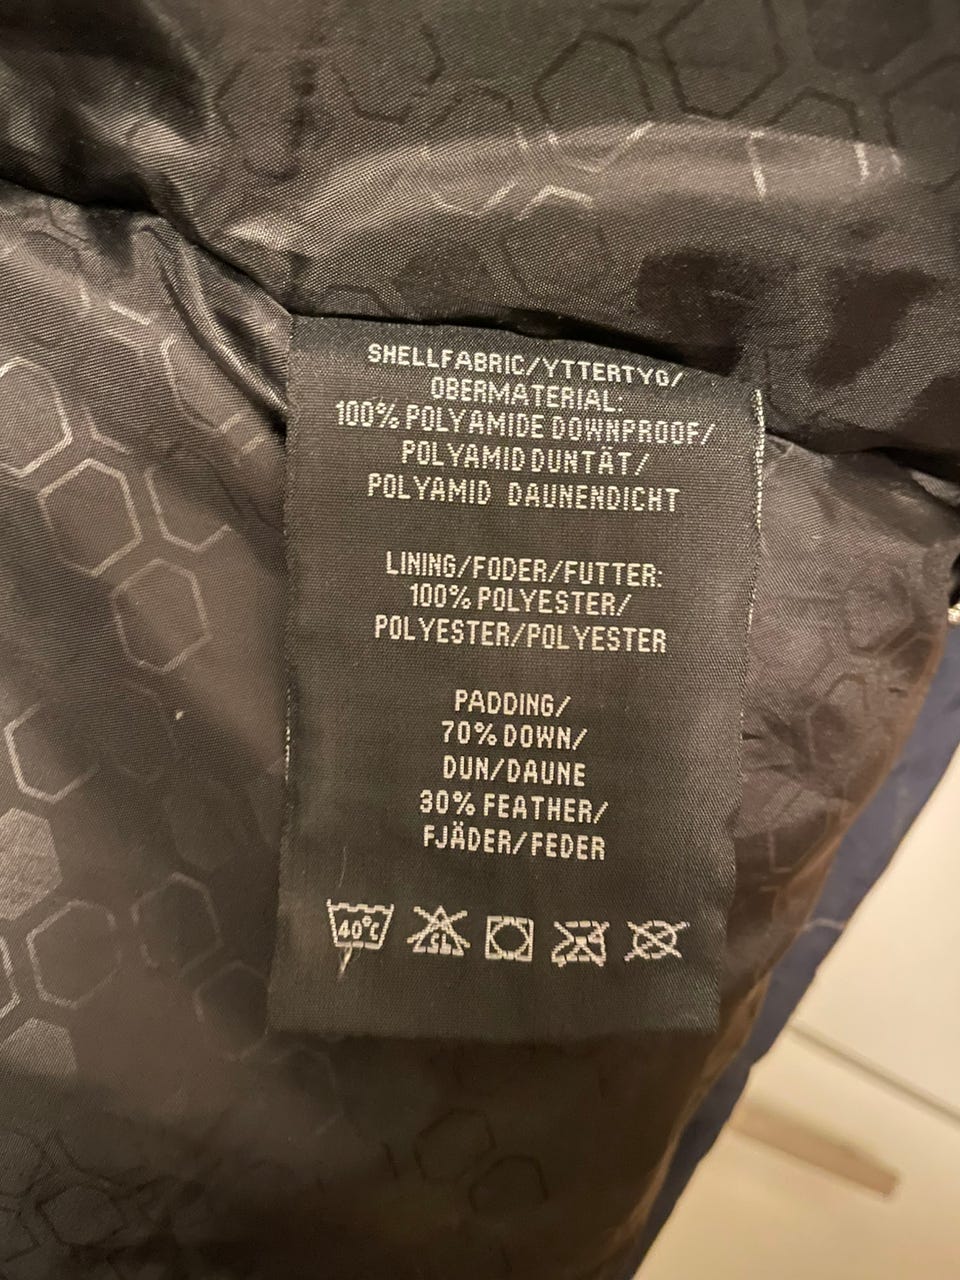 SHELLFABRIC/YTTERTYG/
OBERMATERIAL:
100% POLYAMIDE DOWNPROOF/
POLYAMID DUNTÄT/
POLYAMID DAUNENDICHT
LINING/FODER/FUTTER:
100% POLYESTER/
POLYESTER/POLYESTER
PADDING/
70% DOWN/
DUN/DAUNE
30% FEATHER/
FJÄDER/FEDER
40°C